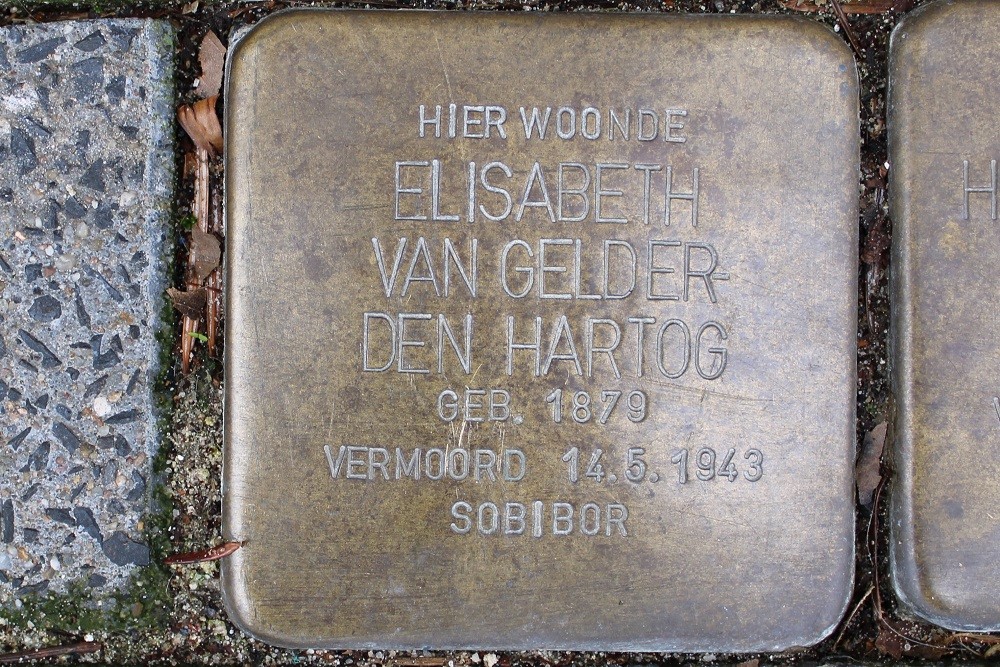 HIER WOONDE
ELISABETH
VAN GELDER-
DEN HARTOG
GEB. 1879
VERMOORD 14.5.1943
SOBIBOR
H